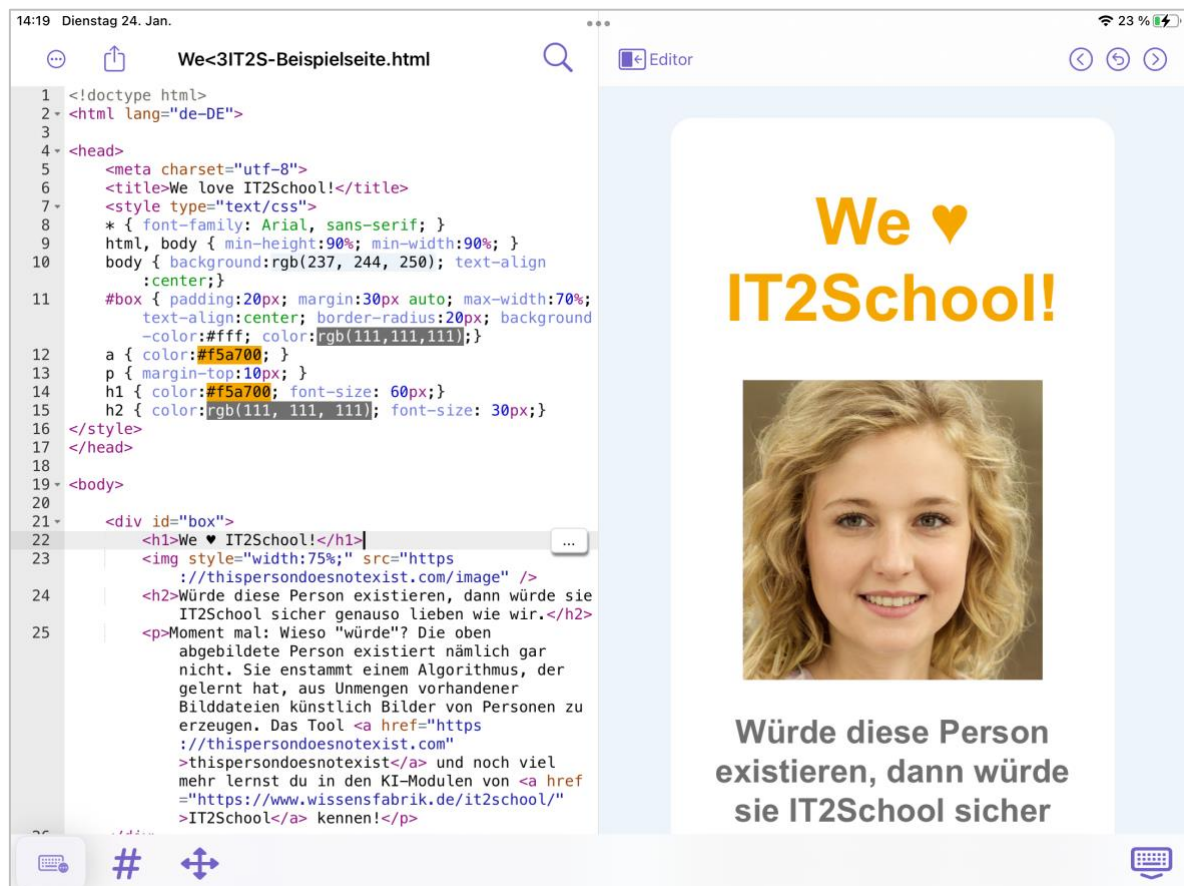 14:19 Dienstag 24. Jan.
23 %
We<3IT2S-Beispielseite.html
Editor
1 <!doctype html>
2 <html lang="de-DE">
3
4 <head>
5 <meta charset="utf-8">
6 <title>We love IT2School!</title>
7 <style type="text/css">
8 * { font-family: Arial, sans-serif; }
9 html, body { min-height:90%; min-width:90%; }
10 body { background:rgb(237, 244, 250); text-align
:center;}
11 #box { padding:20px; margin:30px auto; max-width:70%;
text-align:center; border-radius:20px; background
-color:#fff; color:rgb(111,111,111);}
12 a { color:#f5a700; }
13 p { margin-top:10px; }
14 h1 { color:#f5a700; font-size: 60px;}
15 h2 { color:rgb(111, 111, 111); font-size: 30px;}
16 </style>
17 </head>
18
19 <body>
20
21 <div id="box">
22 <h1>We ♥ IT2School!</h1>
...
23 <img style="width:75%;" src="https
://thispersondoesnotexist.com/image" />
24 <h2>Würde diese Person existieren, dann würde sie
IT2School sicher genauso lieben wie wir.</h2>
25 <p>Moment mal: Wieso "würde"? Die oben
abgebildete Person existiert nämlich gar
nicht. Sie enstammt einem Algorithmus, der
gelernt hat, aus Unmengen vorhandener
Bilddateien künstlich Bilder von Personen zu
erzeugen. Das Tool <a href="https
://thispersondoesnotexist.com"
>thispersondoesnotexist</a> und noch viel
mehr lernst du in den KI-Modulen von <a href
="https://www.wissensfabrik.de/it2school/"
>IT2School</a> kennen!</p>
#
We ♥
IT2School!
Würde diese Person
existieren, dann würde
sie IT2School sicher